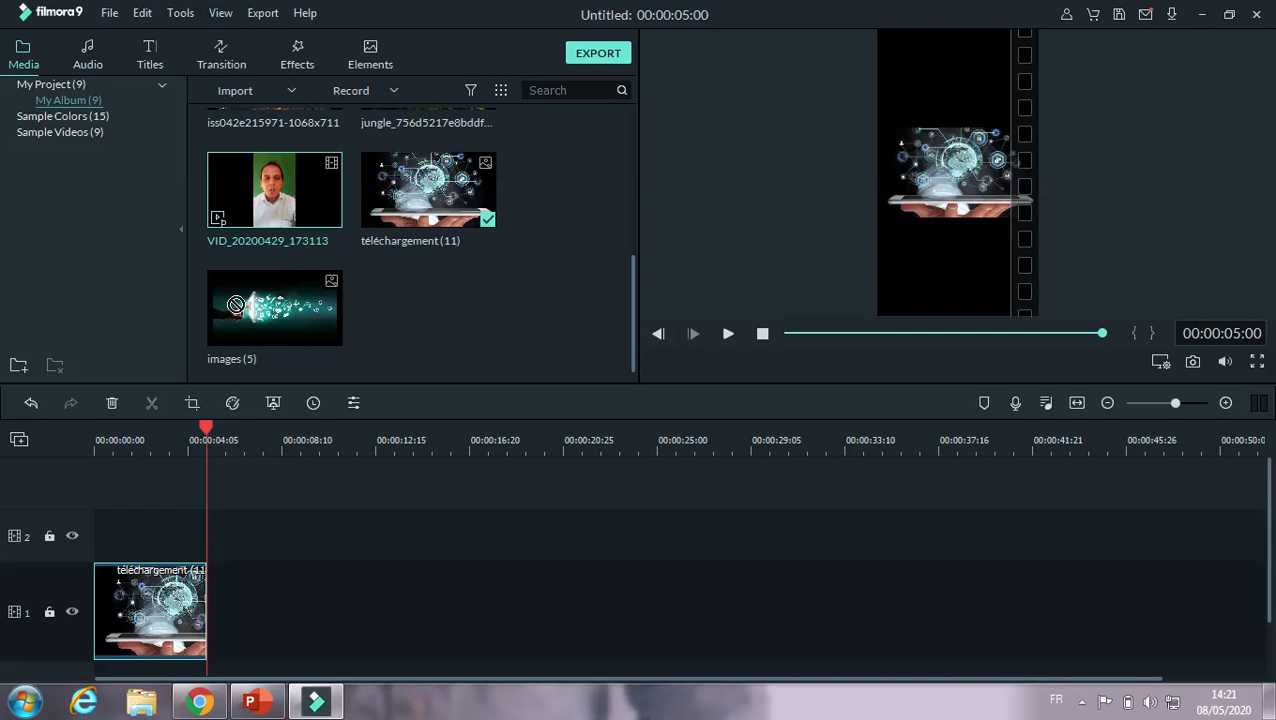 filmora9 File Edit Tools View Export Help Untitled: 00:00:05:00
Media Audio Titles Transition Effects Elements EXPORT
My Project (9)
My Album (9)
Sample Colors (15)
Sample Videos (9)
Import Record Search
iss042e215971-1068x711 jungle_756d5217e8bddf...
VID_20200429_173113 téléchargement (11)
images (5)
00:00:05:00
00:00:00:00 00:00:04:05 00:00:08:10 00:00:12:15 00:00:16:20 00:00:20:25 00:00:25:00 00:00:29:05 00:00:33:10 00:00:37:16 00:00:41:21 00:00:45:26 00:00:50:0
2
téléchargement (11
1
FR 14:21
08/05/2020